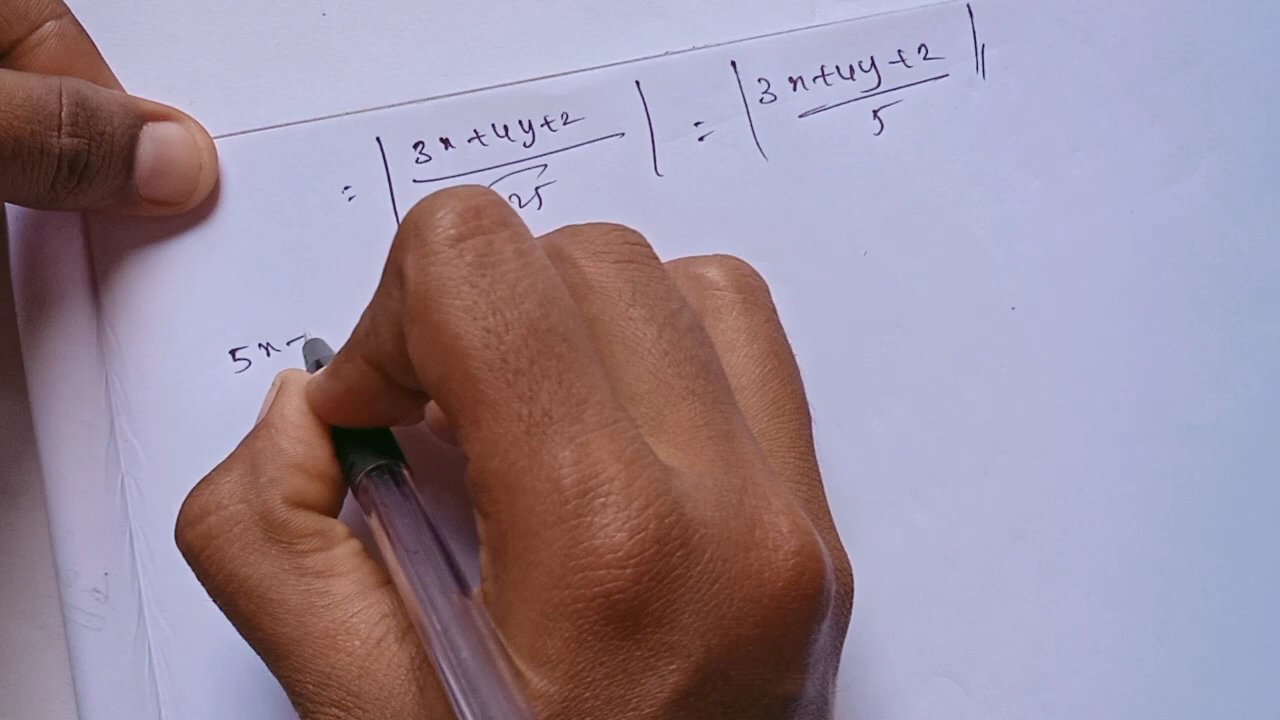 = | 3x+4y+2 / √25 | = | 3x+4y+2 / 5 | //
5x -